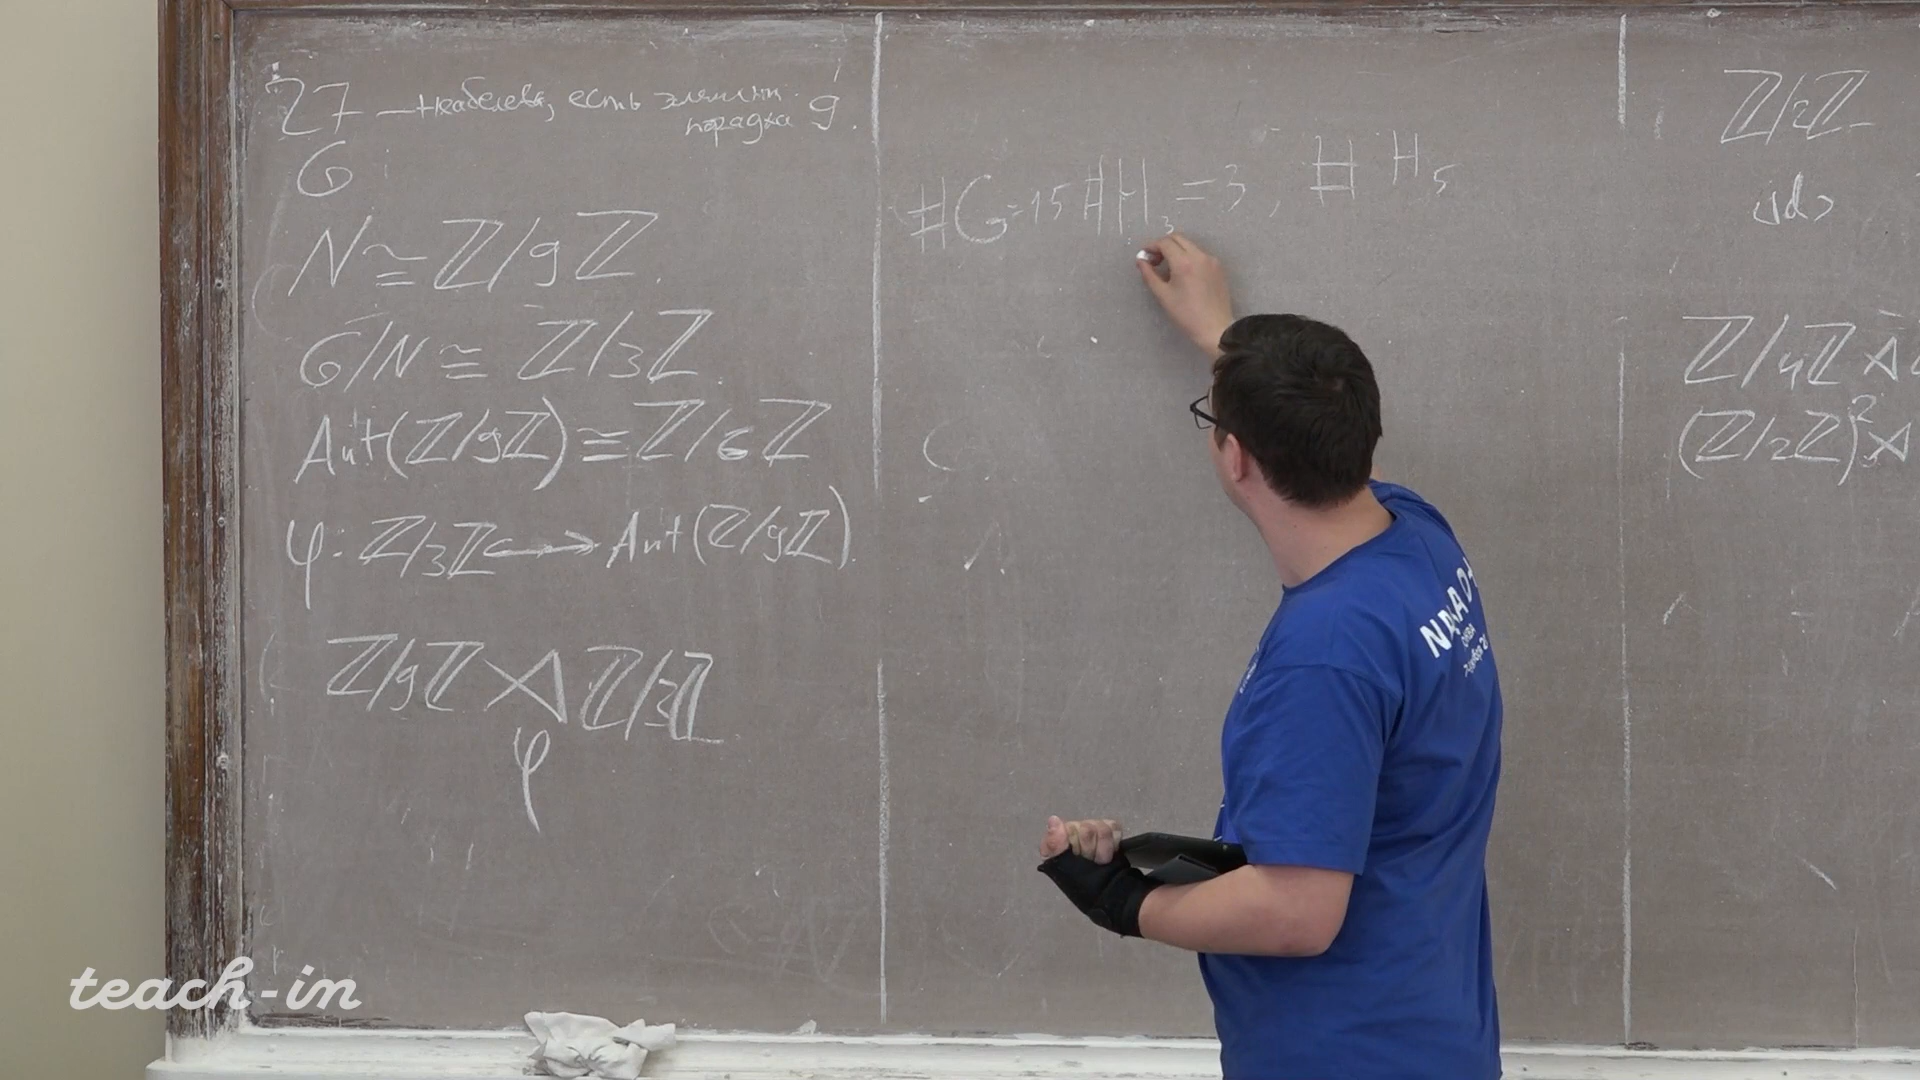 27 – неабелева, есть элемент
порядка 9.
G
N ≅ ℤ/9ℤ.
G/N ≅ ℤ/3ℤ
Aut(ℤ/9ℤ) ≅ ℤ/6ℤ
φ: ℤ/3ℤ ↪ Aut(ℤ/9ℤ).
ℤ/9ℤ ⋊ ℤ/3ℤ
φ
#G=15 #H₃ = 3, # H₅
ℤ/2ℤ
<d>
ℤ/4ℤ ⋊
(ℤ/2ℤ)² ⋊
teach-in